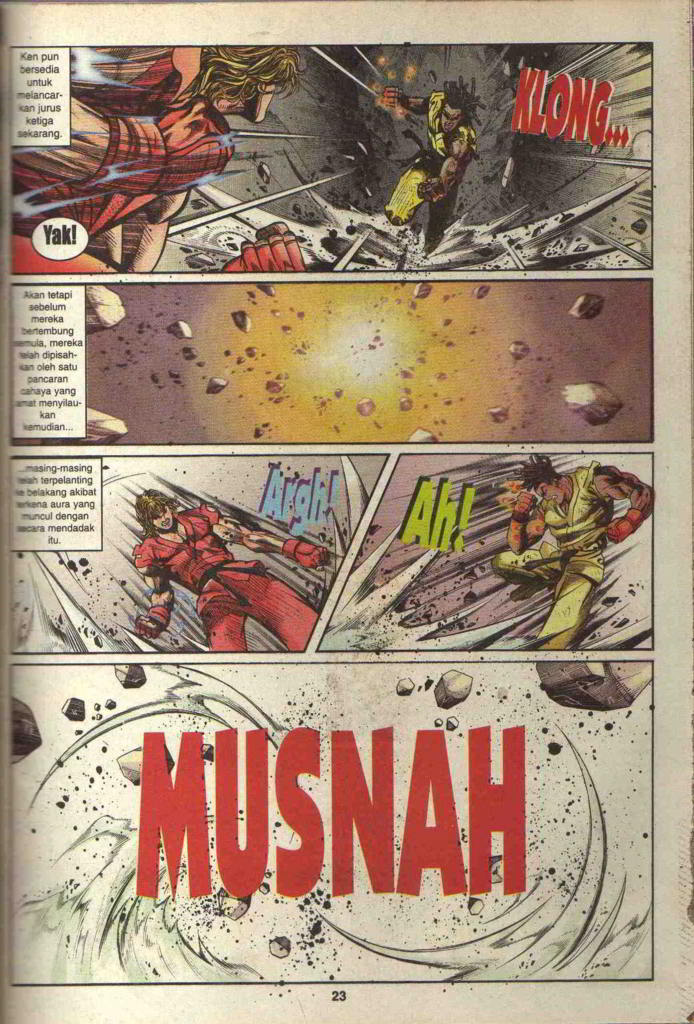 Ken pun
bersedia
untuk
melancar-
kan jurus
ketiga
sekarang.
KLONG...
Yak!
Akan tetapi
sebelum
mereka
bertembung
semula, mereka
telah dipisah-
kan oleh satu
pancaran
cahaya yang
amat menyilau-
kan
kemudian...
...masing-masing
telah terpelanting
ke belakang akibat
terkena aura yang
muncul dengan
secara mendadak
itu.
Argh!
Ah!
MUSNAH
23